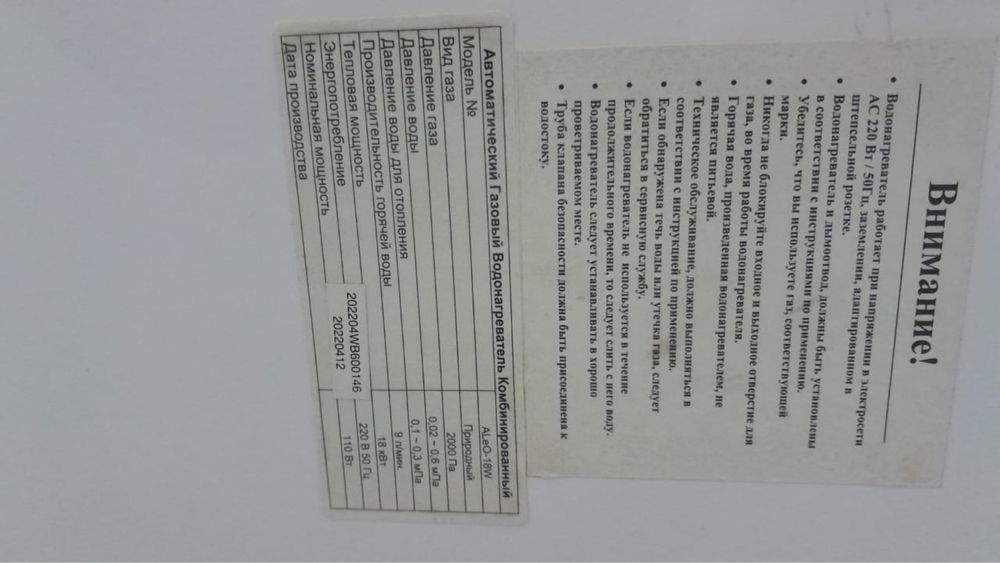 Внимание!
• Водонагреватель работает при напряжении в электросети
АС 220 Вт / 50Гц, заземлении, адаптированном в
штепсельной розетке.
• Водонагреватель и дымоотвод, должны быть установлены
в соответствии с инструкциями по применению.
• Убедитесь, что вы используете газ, соответствующей
марки.
• Никогда не блокируйте входное и выходное отверстие для
газа, во время работы водонагревателя.
• Горячая вода, произведенная водонагревателем, не
является питьевой.
• Техническое обслуживание, должно выполняться в
соответствии с инструкцией по применению.
• Если обнаружена течь воды или утечка газа, следует
обратиться в сервисную службу.
• Если водонагреватель не используется в течение
продолжительного времени, то следует слить с него воду.
• Водонагреватель следует устанавливать в хорошо
проветриваемом месте.
• Труба клапана безопасности должна быть присоединена к
водостоку.
Автоматический Газовый Водонагреватель Комбинированный
Модель № ALeO-18W
Вид газа Природный
Давление газа 2000 Па
Давление воды 0,02 ~ 0,6 мПа
Давление воды для отопления 0,1 ~ 0,3 мПа
Производительность горячей воды 9 л/мин.
Тепловая мощность 18 кВт
Энергопотребление 220 В 50 Гц
Номинальная мощность 110 Вт
Дата производства
202204WB600146
20220412